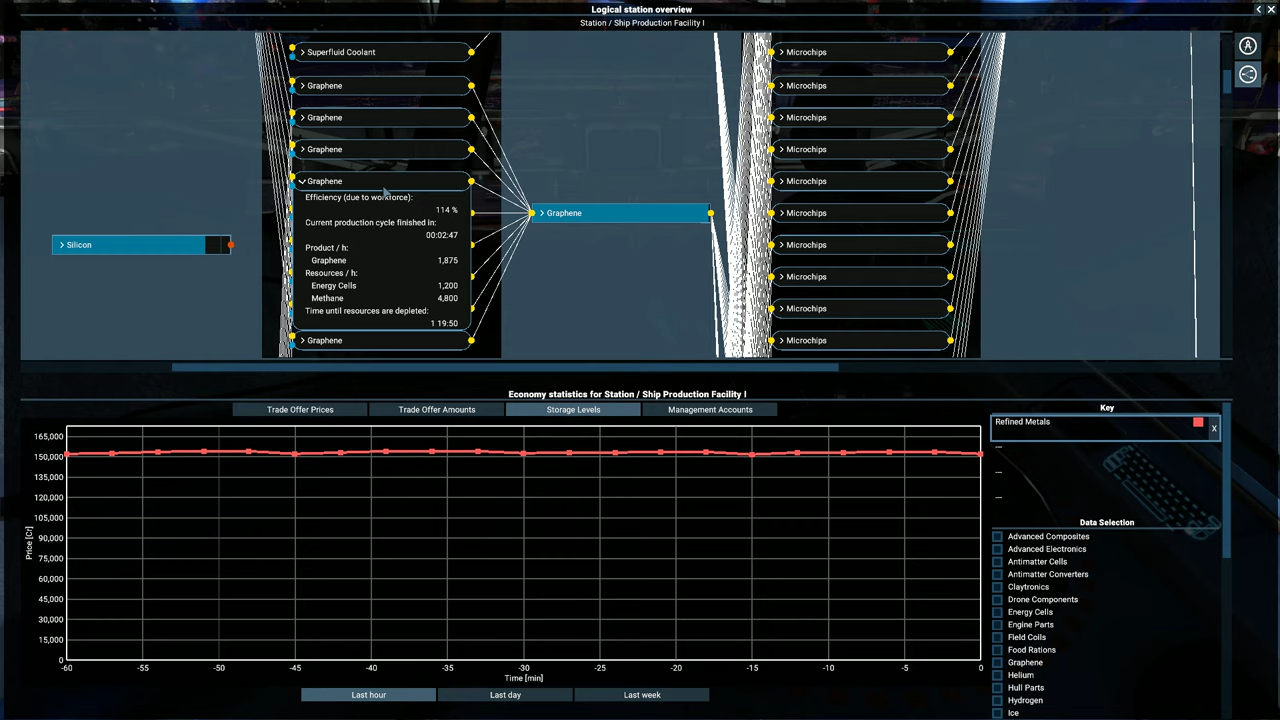 Logical station overview
Station / Ship Production Facility I
Superfluid Coolant
Graphene
Graphene
Graphene
Graphene
Efficiency (due to workforce):
114 %
Current production cycle finished in:
00:02:47
Product / h:
Graphene 1,875
Resources / h:
Energy Cells 1,200
Methane 4,800
Time until resources are depleted:
1 19:50
Graphene
Silicon
Graphene
Microchips
Microchips
Microchips
Microchips
Microchips
Microchips
Microchips
Microchips
Microchips
Microchips
Economy statistics for Station / Ship Production Facility I
Trade Offer Prices Trade Offer Amounts Storage Levels Management Accounts
165,000
150,000
135,000
120,000
105,000
90,000
75,000
60,000
45,000
30,000
15,000
0
Price [Cr]
-60 -55 -50 -45 -40 -35 -30 -25 -20 -15 -10 -5 0
Time [min]
Last hour Last day Last week
Key
Refined Metals
X
Data Selection
Advanced Composites
Advanced Electronics
Antimatter Cells
Antimatter Converters
Claytronics
Drone Components
Energy Cells
Engine Parts
Field Coils
Food Rations
Graphene
Helium
Hull Parts
Hydrogen
Ice